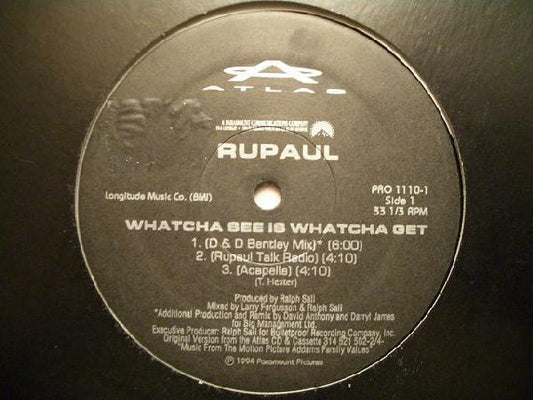 ATLAS
A PARAMOUNT COMMUNICATIONS COMPANY
RUPAUL
Longitude Music Co. (BMI)
PRO 1110-1
Side 1
33 1/3 RPM
WHATCHA SEE IS WHATCHA GET
1. (D & D Bentley Mix)* (6:00)
2. (Rupaul Talk Radio) (4:10)
3. (Acapella) (4:10)
(T. Hester)
Produced by Ralph Sall
Mixed by Larry Fergusson & Ralph Sall
*Additional Production and Remix by David Anthony and Darryl James
for Big Management Ltd.
Executive Producer: Ralph Sall for Bulletproof Recording Company, Inc.
Original Version from the Atlas CD & Cassette 314 521 502-2/4-
"Music From The Motion Picture Addams Family Values"
© 1994 Paramount Pictures